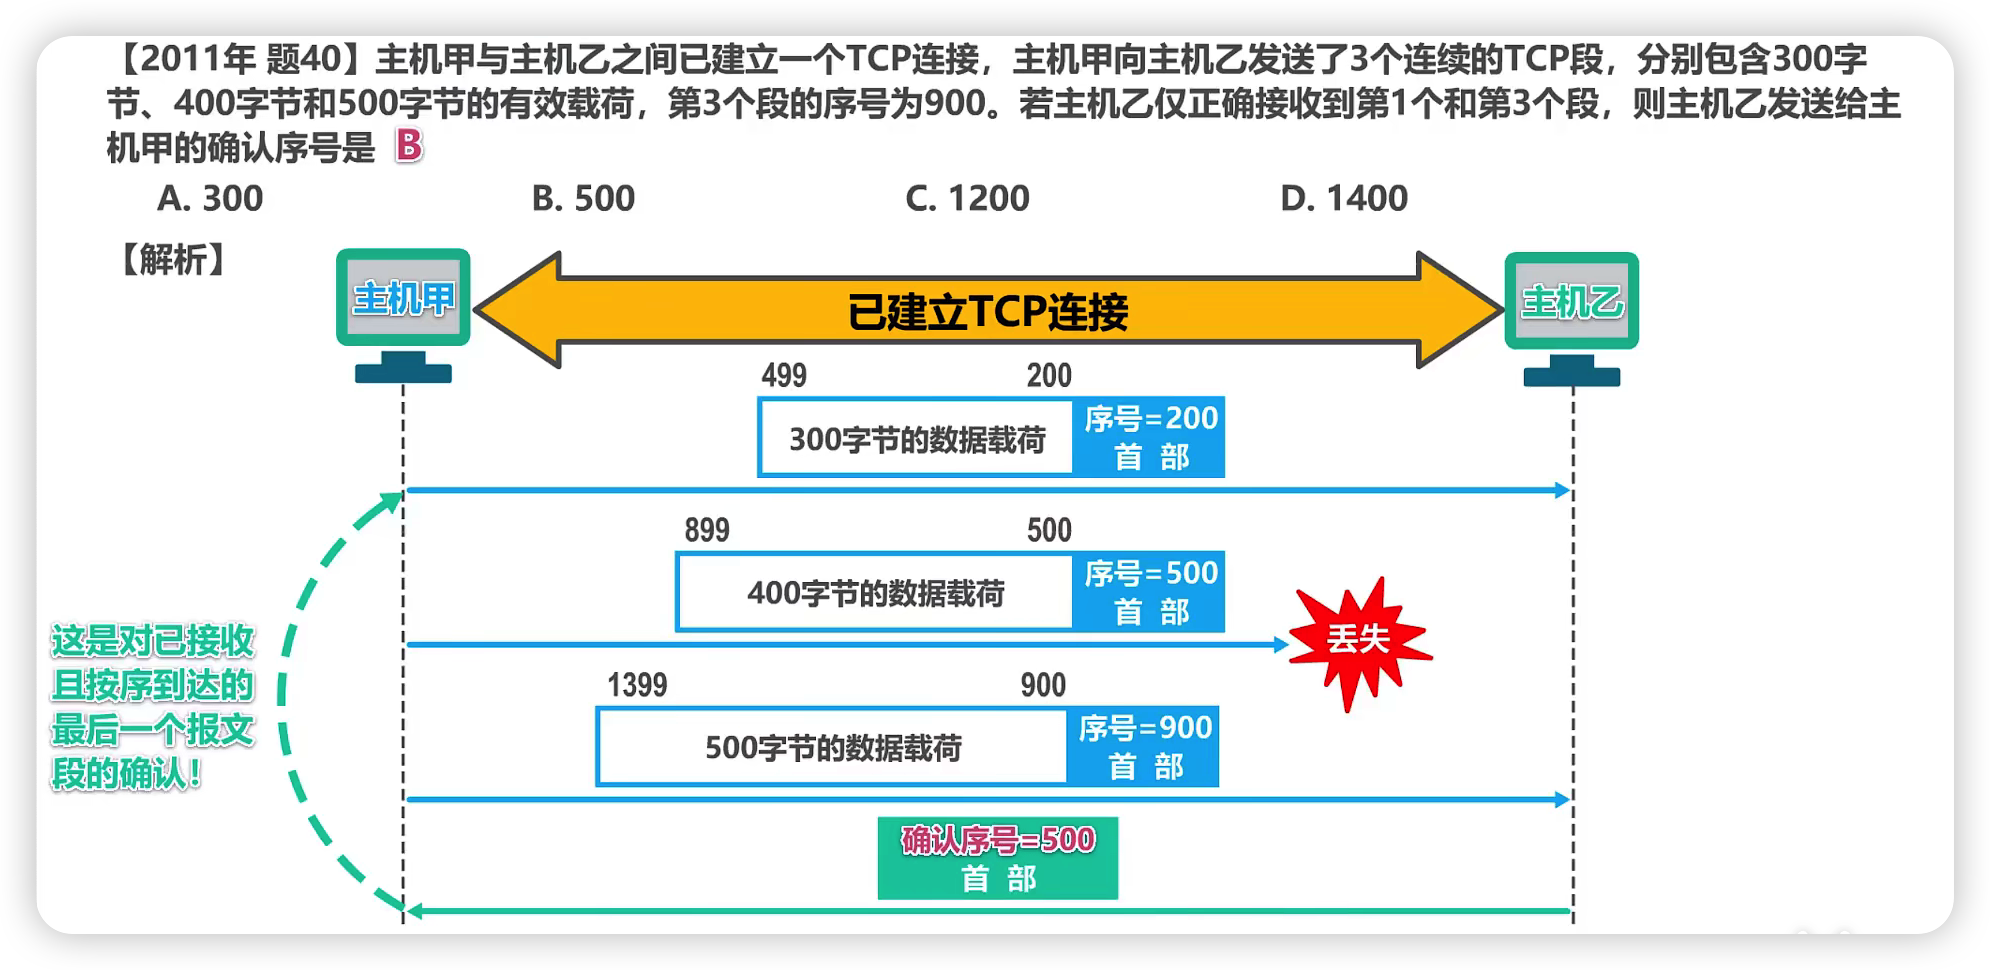 【2011年 题40】主机甲与主机乙之间已建立一个TCP连接，主机甲向主机乙发送了3个连续的TCP段，分别包含300字
节、400字节和500字节的有效载荷，第3个段的序号为900。若主机乙仅正确接收到第1个和第3个段，则主机乙发送给主
机甲的确认序号是 B
A. 300 B. 500 C. 1200 D. 1400
【解析】
主机甲
已建立TCP连接
主机乙
499 200
300字节的数据载荷
序号=200
首 部
899 500
400字节的数据载荷
序号=500
首 部
丢失
这是对已接收
且按序到达的
最后一个报文
段的确认！
1399 900
500字节的数据载荷
序号=900
首 部
确认序号=500
首 部